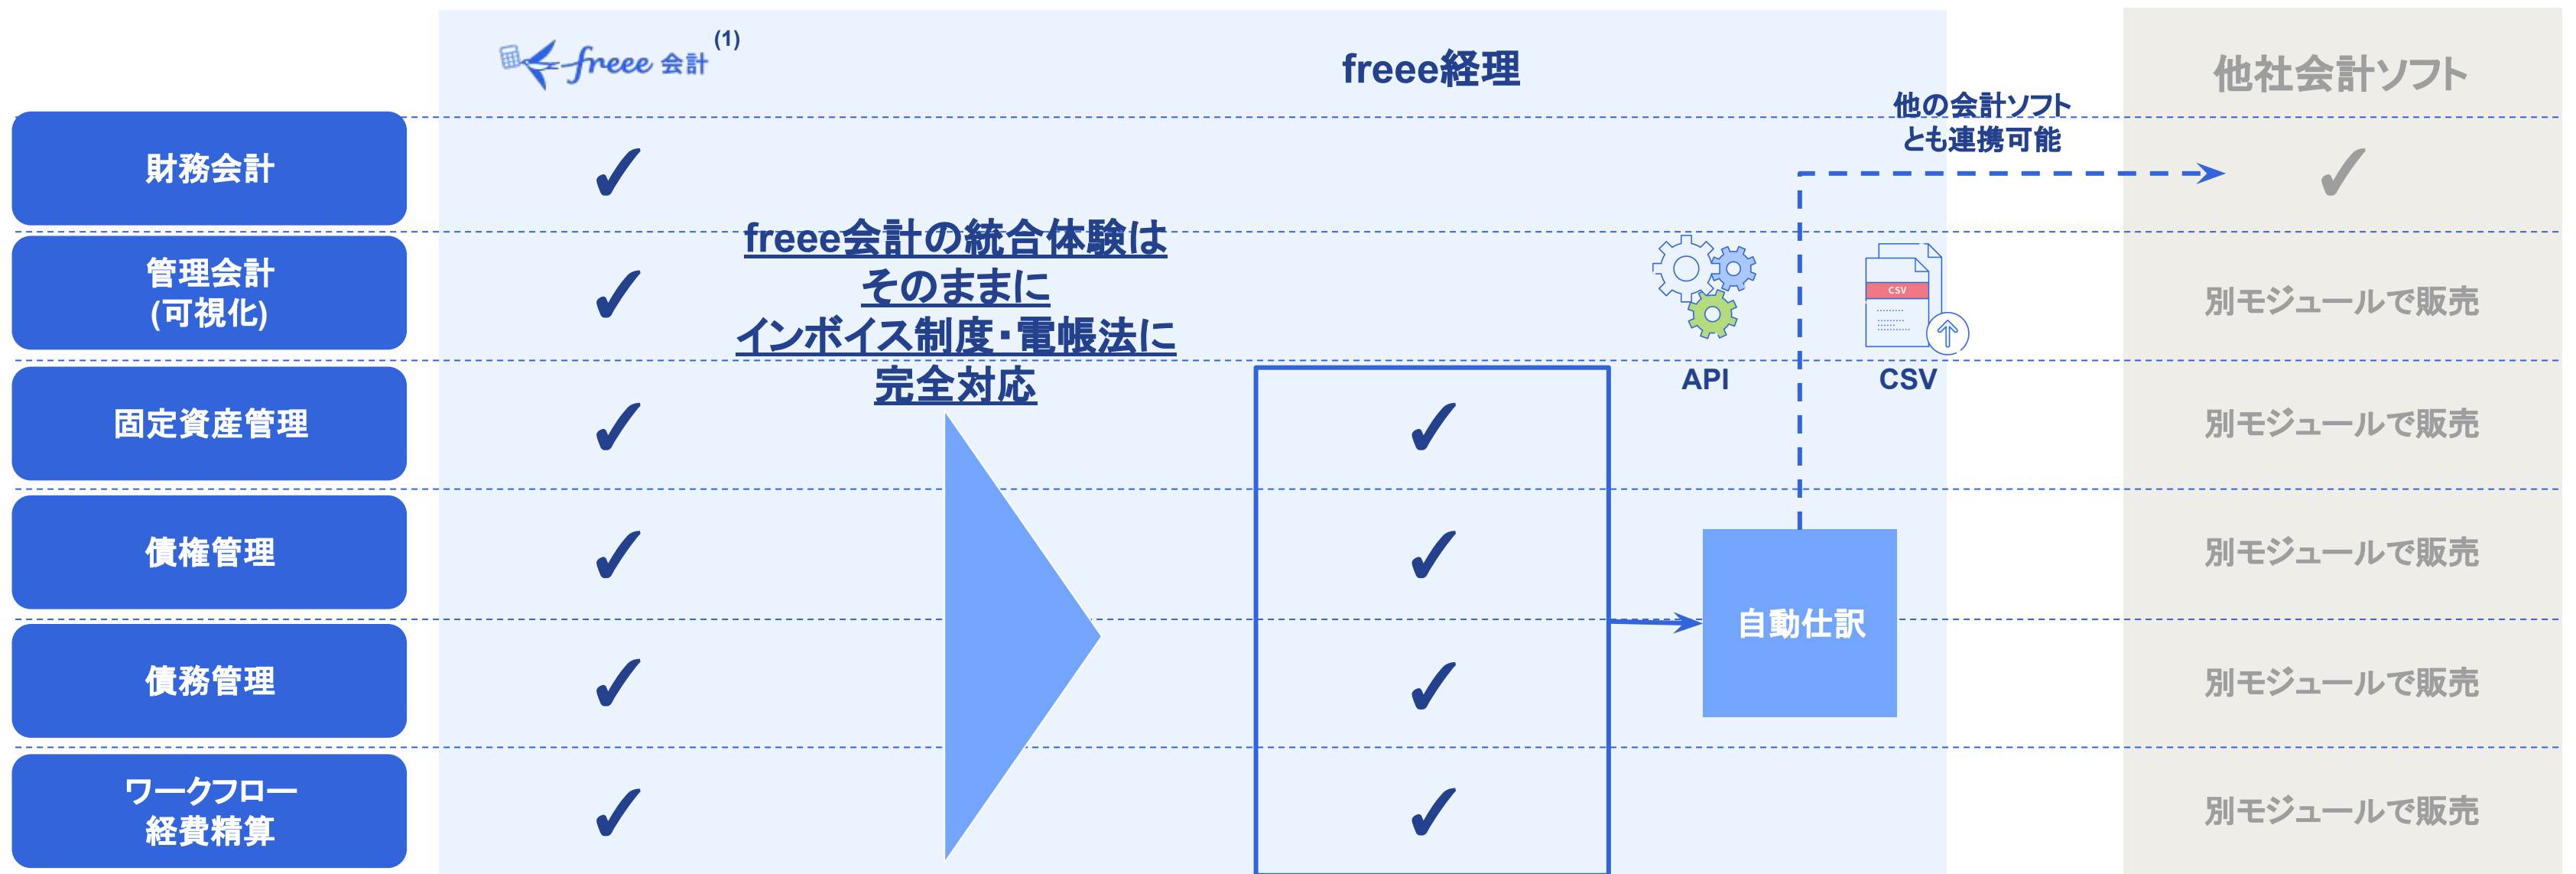 freee 会計 (1)
freee経理
他社会計ソフト
他の会計ソフト
とも連携可能
財務会計
✓
✓
freee会計の統合体験は
そのままに
インボイス制度・電帳法に
完全対応
管理会計
(可視化)
✓
CSV
API
CSV
別モジュールで販売
固定資産管理
✓
✓
別モジュールで販売
債権管理
✓
✓
別モジュールで販売
自動仕訳
債務管理
✓
✓
別モジュールで販売
ワークフロー
経費精算
✓
✓
別モジュールで販売